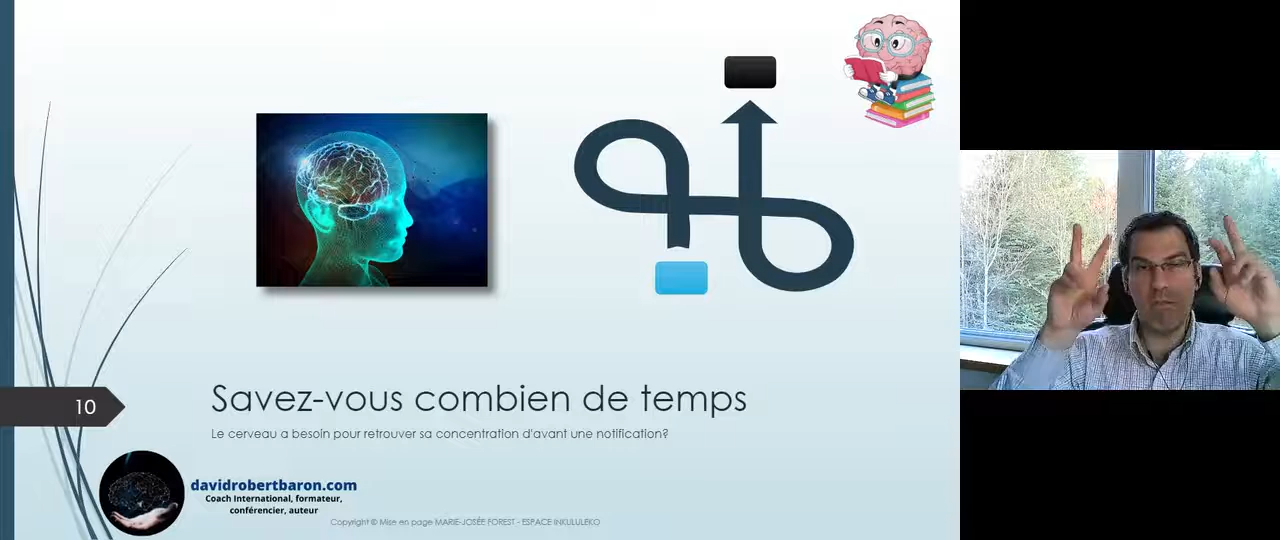 10
Savez-vous combien de temps
Le cerveau a besoin pour retrouver sa concentration d'avant une notification?
davidrobertbaron.com
Coach International, formateur,
conférencier, auteur
Copyright © Mise en page MARIE-JOSÉE FOREST - ESPACE INKULULEKO